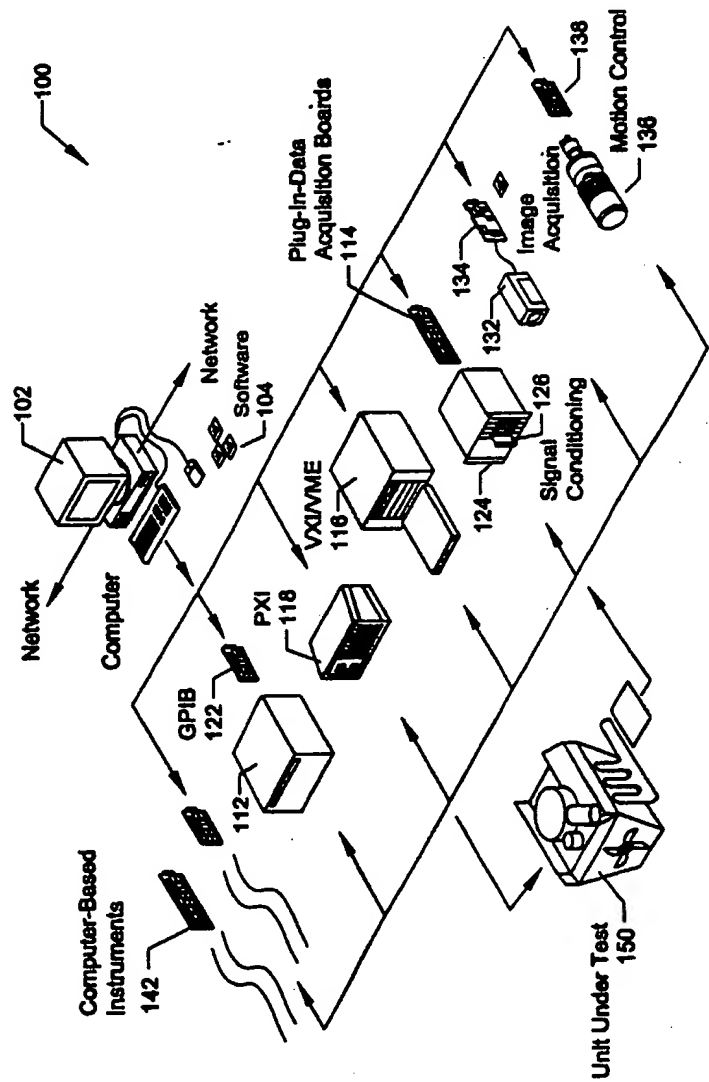 100
102
Network
Computer
Network
Software
104
Computer-Based
Instruments
142
GPIB
122
112
PXI
118
VXI/VME
116
Plug-In-Data
Acquisition Boards
114
134
Image
Acquisition
132
138
Motion Control
136
124
126
Signal
Conditioning
Unit Under Test
150